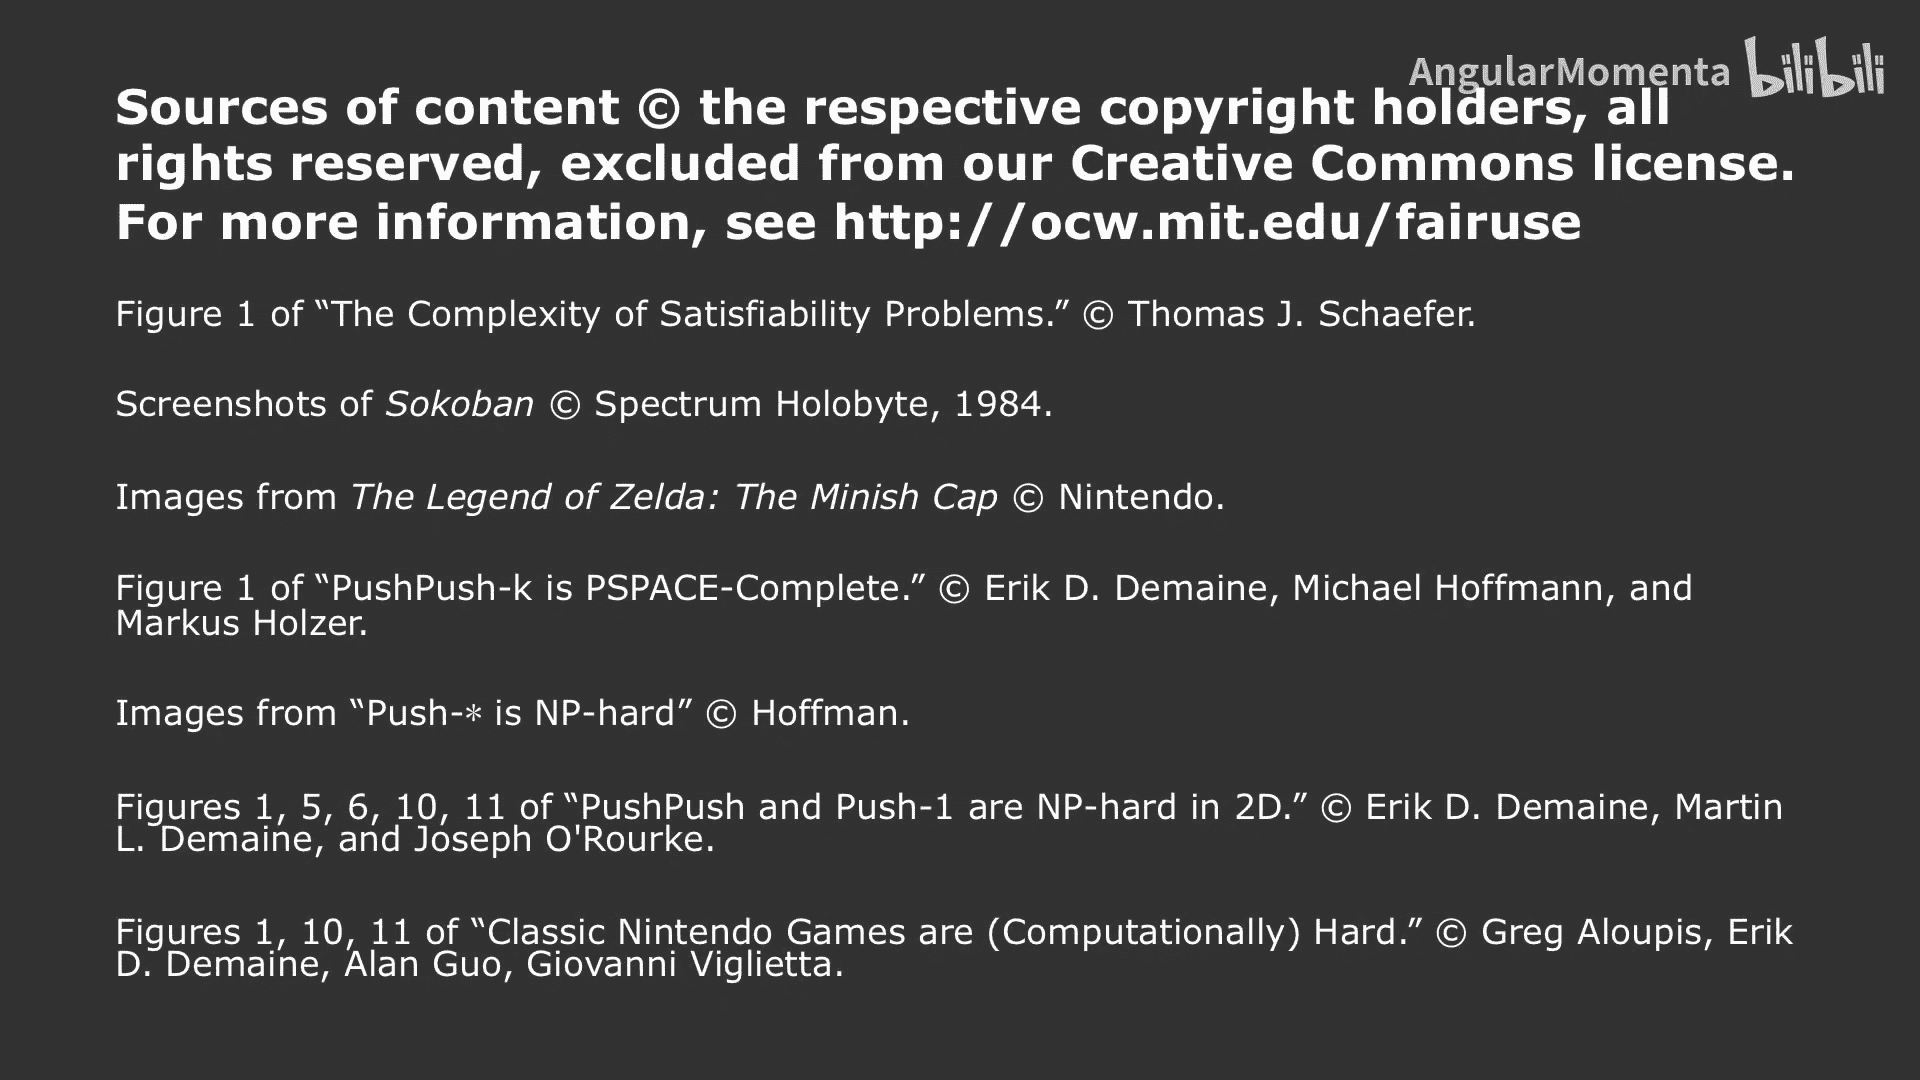 AngularMomenta bilibili
Sources of content © the respective copyright holders, all
rights reserved, excluded from our Creative Commons license.
For more information, see http://ocw.mit.edu/fairuse
Figure 1 of “The Complexity of Satisfiability Problems.” © Thomas J. Schaefer.
Screenshots of Sokoban © Spectrum Holobyte, 1984.
Images from The Legend of Zelda: The Minish Cap © Nintendo.
Figure 1 of “PushPush-k is PSPACE-Complete.” © Erik D. Demaine, Michael Hoffmann, and
Markus Holzer.
Images from “Push-* is NP-hard” © Hoffman.
Figures 1, 5, 6, 10, 11 of “PushPush and Push-1 are NP-hard in 2D.” © Erik D. Demaine, Martin
L. Demaine, and Joseph O'Rourke.
Figures 1, 10, 11 of “Classic Nintendo Games are (Computationally) Hard.” © Greg Aloupis, Erik
D. Demaine, Alan Guo, Giovanni Viglietta.